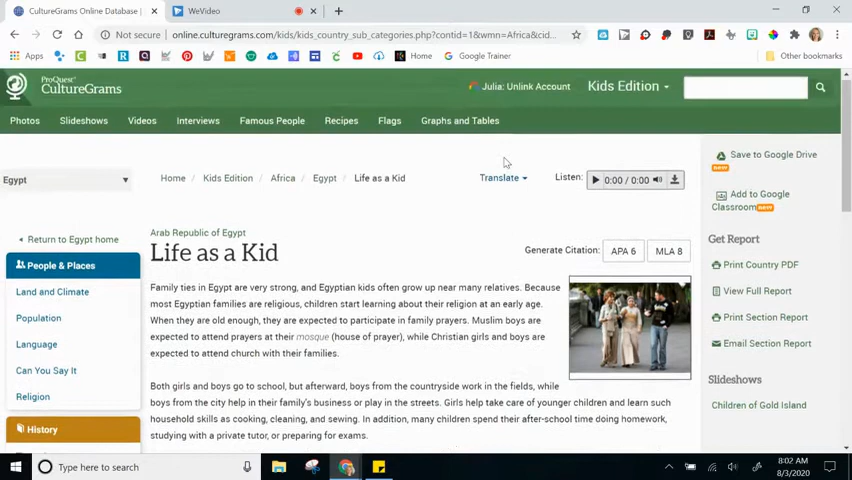 CultureGrams Online Database |
WeVideo
Not secure
online.culturegrams.com/kids/kids_country_sub_categories.php?contid=1&wmn=Africa&cid...
Apps
Home
Google Trainer
Other bookmarks
ProQuest
CultureGrams
Julia: Unlink Account
Kids Edition
Photos
Slideshows
Videos
Interviews
Famous People
Recipes
Flags
Graphs and Tables
Egypt
Home / Kids Edition / Africa / Egypt / Life as a Kid
Translate
Listen:
0:00 / 0:00
Save to Google Drive
new
Add to Google
Classroom new
Return to Egypt home
People & Places
Land and Climate
Population
Language
Can You Say It
Religion
History
Arab Republic of Egypt
Life as a Kid
Generate Citation:
APA 6
MLA 8
Family ties in Egypt are very strong, and Egyptian kids often grow up near many relatives. Because
most Egyptian families are religious, children start learning about their religion at an early age.
When they are old enough, they are expected to participate in family prayers. Muslim boys are
expected to attend prayers at their mosque (house of prayer), while Christian girls and boys are
expected to attend church with their families.
Both girls and boys go to school, but afterward, boys from the countryside work in the fields, while
boys from the city help in their family's business or play in the streets. Girls help take care of younger children and learn such
household skills as cooking, cleaning, and sewing. In addition, many children spend their after-school time doing homework,
studying with a private tutor, or preparing for exams.
Get Report
Print Country PDF
View Full Report
Print Section Report
Email Section Report
Slideshows
Children of Gold Island
Type here to search
8:02 AM
8/3/2020